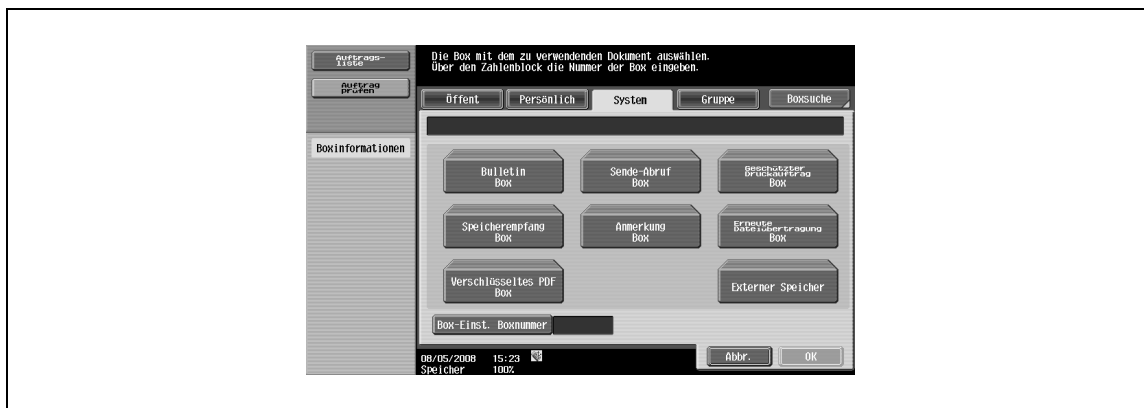 Auftrags-
liste
Auftrag
prüfen
Boxinformationen
Die Box mit dem zu verwendenden Dokument auswählen.
Über den Zahlenblock die Nummer der Box eingeben.
Öffent Persönlich System Gruppe Boxsuche
Bulletin
Box
Sende-Abruf
Box
Geschützter
Druckauftrag
Box
Speicherempfang
Box
Anmerkung
Box
Erneute
Dateiübertragung
Box
Verschlüsseltes PDF
Box
Externer Speicher
Box-Einst. Boxnummer
08/05/2008 15:23
Speicher 100%
Abbr. OK